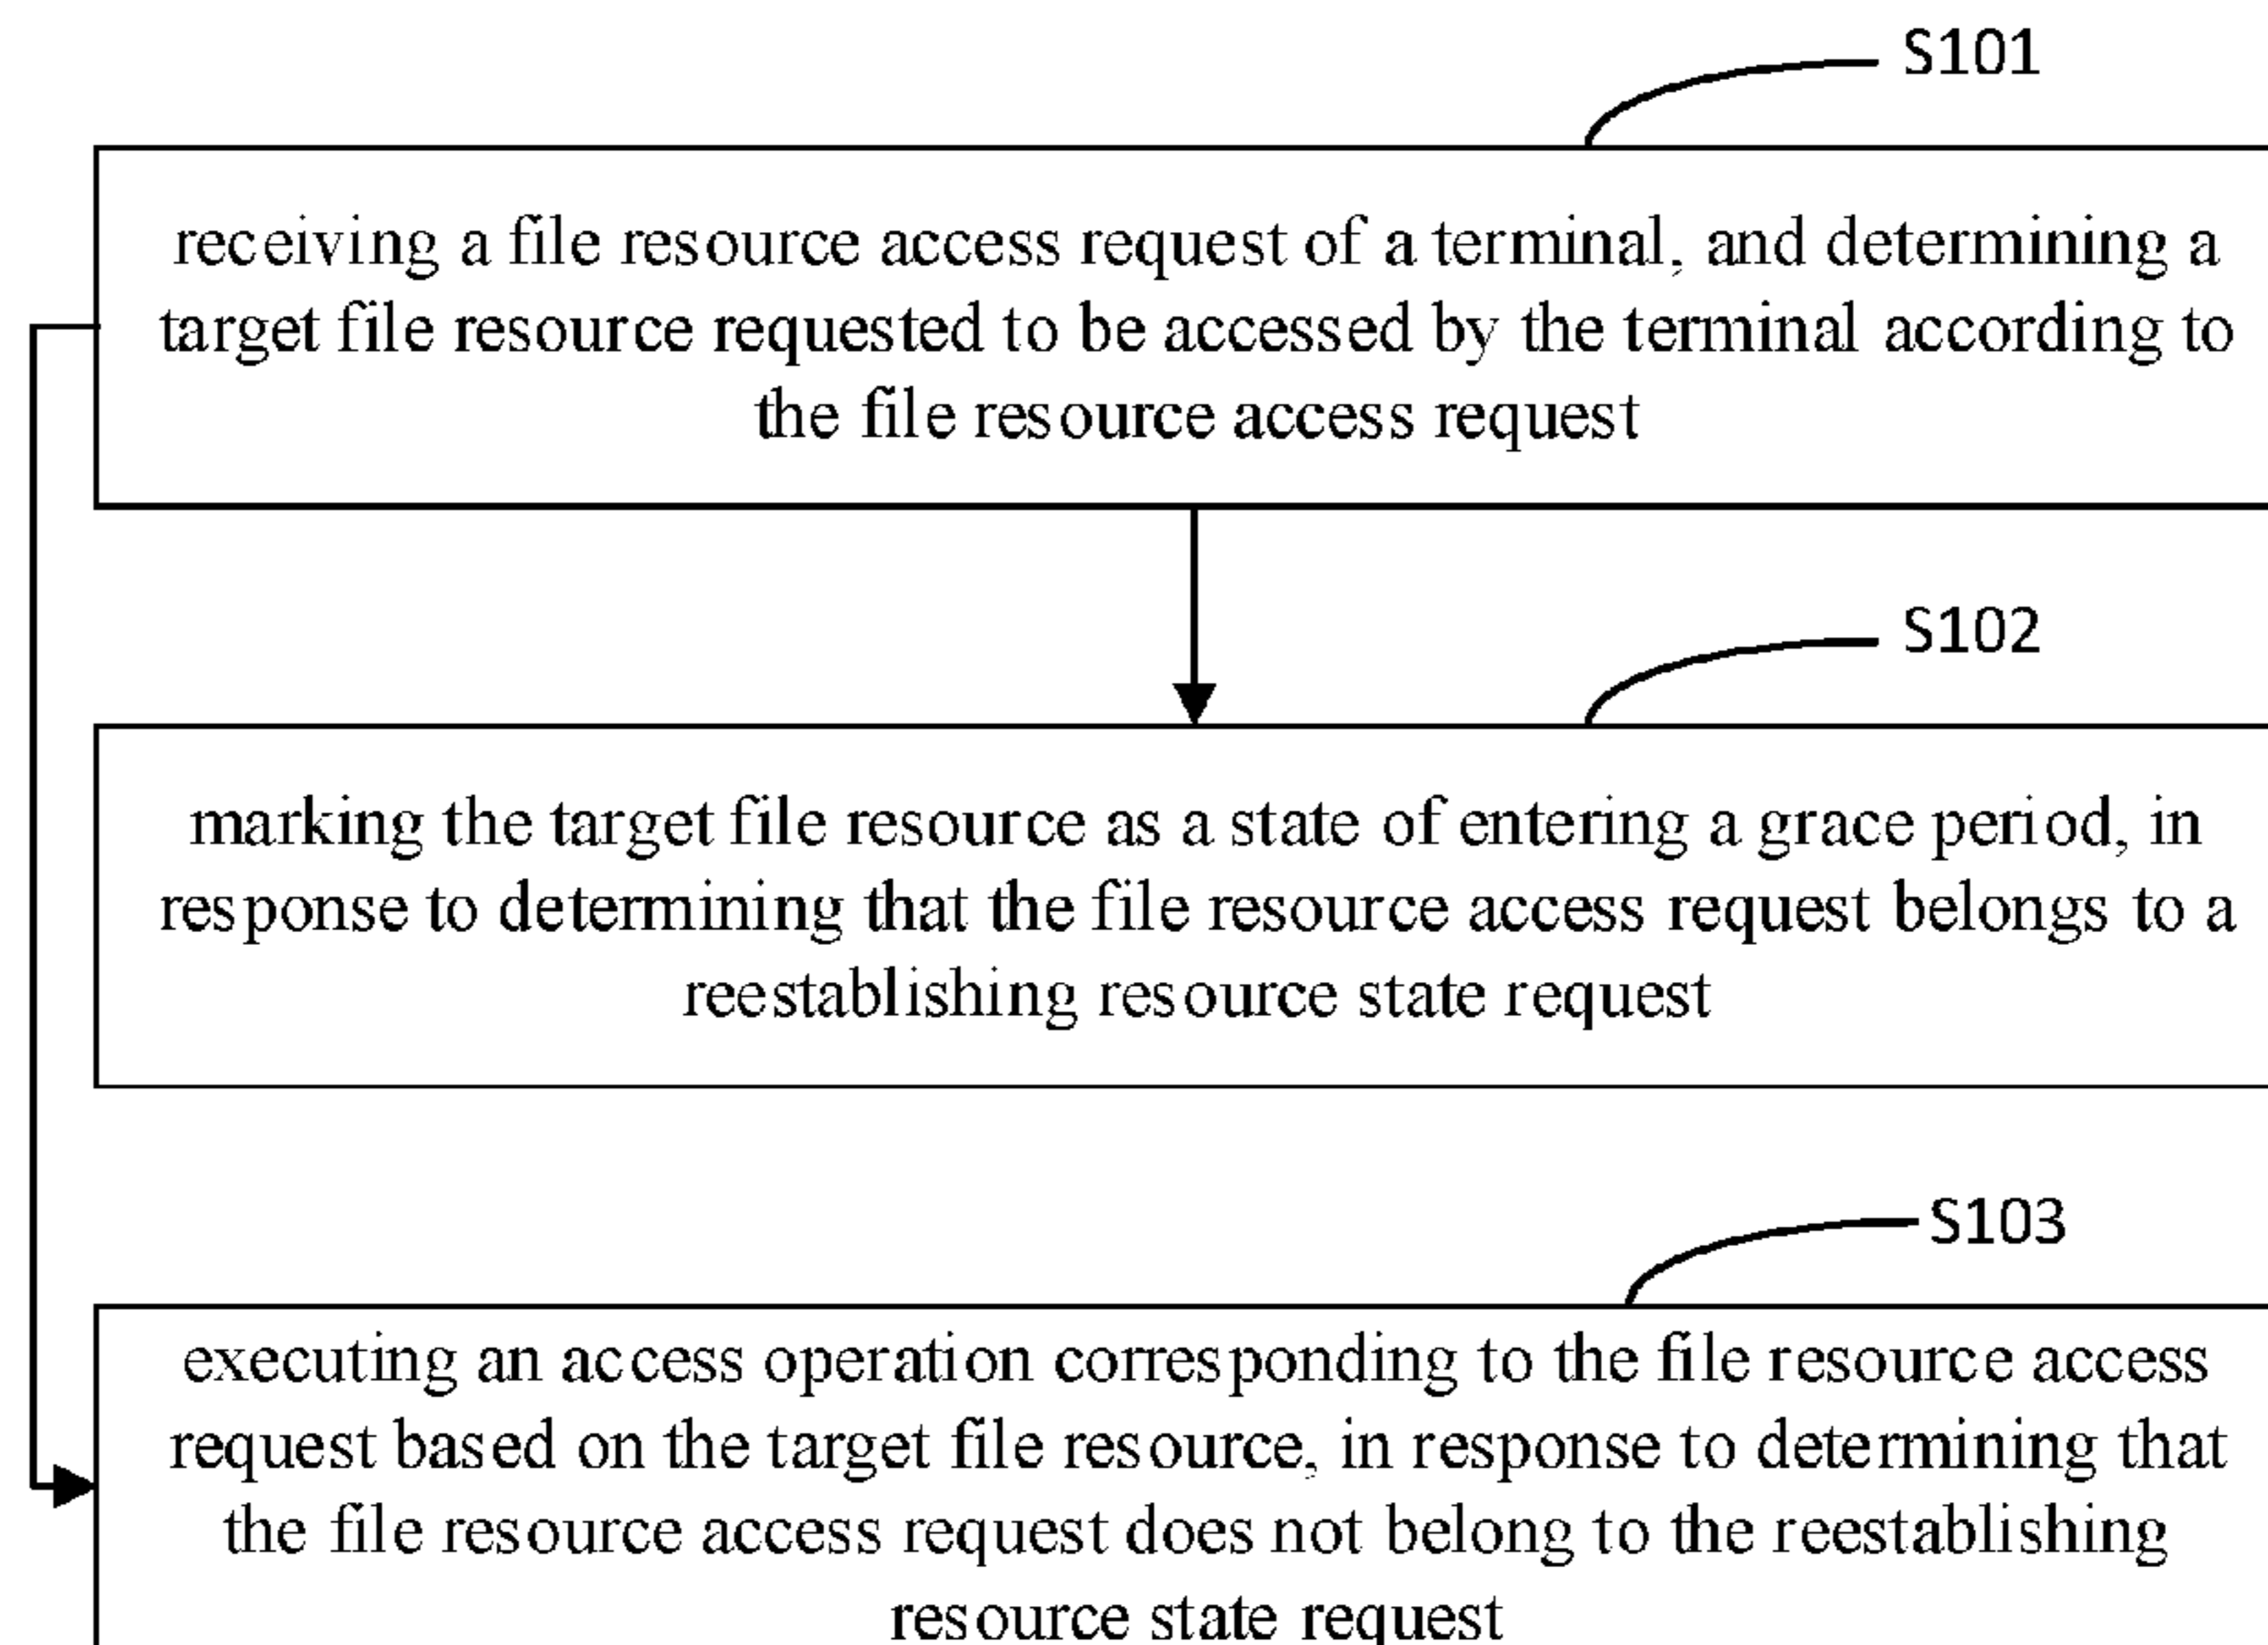 S101
receiving a file resource access request of a terminal, and determining a
target file resource requested to be accessed by the terminal according to
the file resource access request
S102
marking the target file resource as a state of entering a grace period, in
response to determining that the file resource access request belongs to a
reestablishing resource state request
S103
executing an access operation corresponding to the file resource access
request based on the target file resource, in response to determining that
the file resource access request does not belong to the reestablishing
resource state request